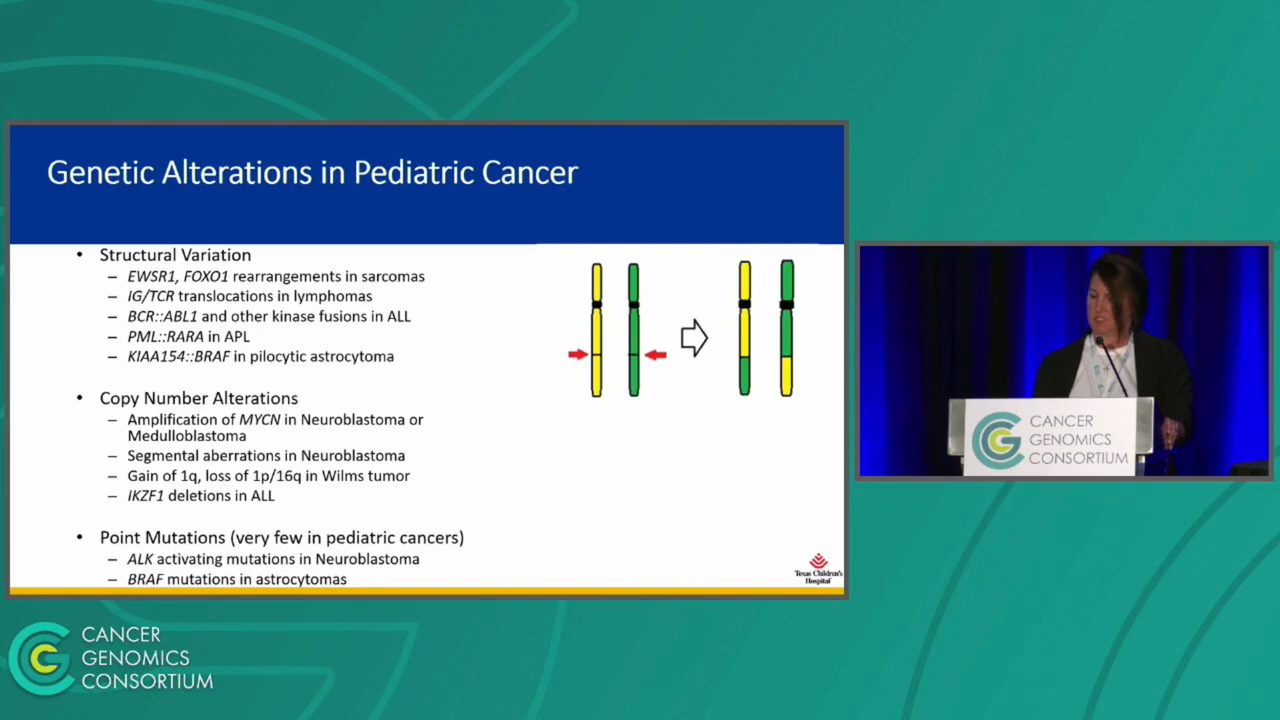 Genetic Alterations in Pediatric Cancer
• Structural Variation
– EWSR1, FOXO1 rearrangements in sarcomas
– IG/TCR translocations in lymphomas
– BCR::ABL1 and other kinase fusions in ALL
– PML::RARA in APL
– KIAA154::BRAF in pilocytic astrocytoma
• Copy Number Alterations
– Amplification of MYCN in Neuroblastoma or
Medulloblastoma
– Segmental aberrations in Neuroblastoma
– Gain of 1q, loss of 1p/16q in Wilms tumor
– IKZF1 deletions in ALL
• Point Mutations (very few in pediatric cancers)
– ALK activating mutations in Neuroblastoma
– BRAF mutations in astrocytomas
Texas Children's
Hospital
CANCER
GENOMICS
CONSORTIUM
CANCER
GENOMICS
CONSORTIUM